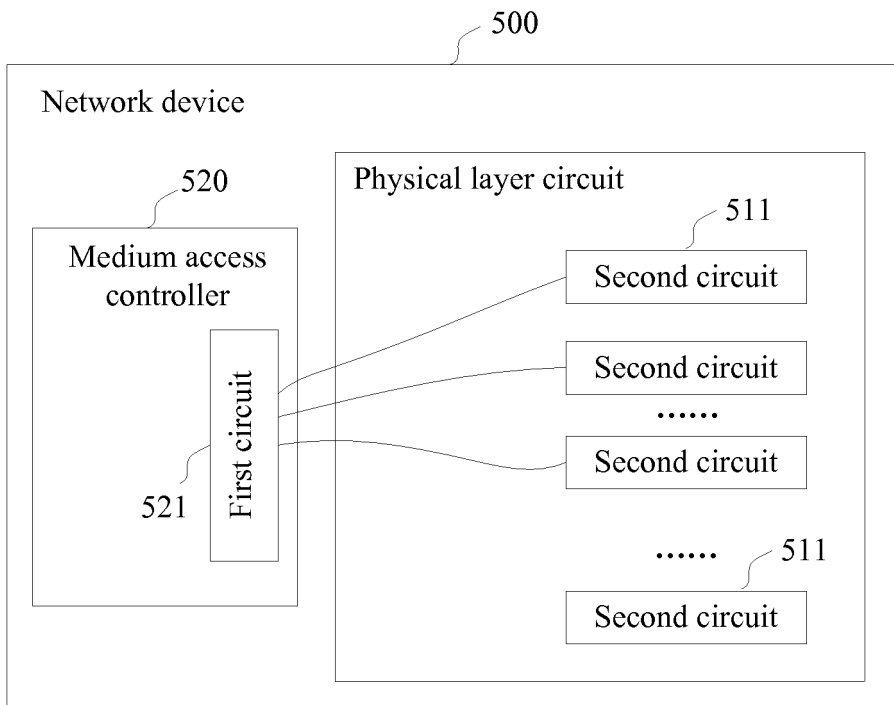 500
Network device
520
Physical layer circuit
Medium access
controller
511
Second circuit
Second circuit
......
First circuit
Second circuit
521
......
511
Second circuit